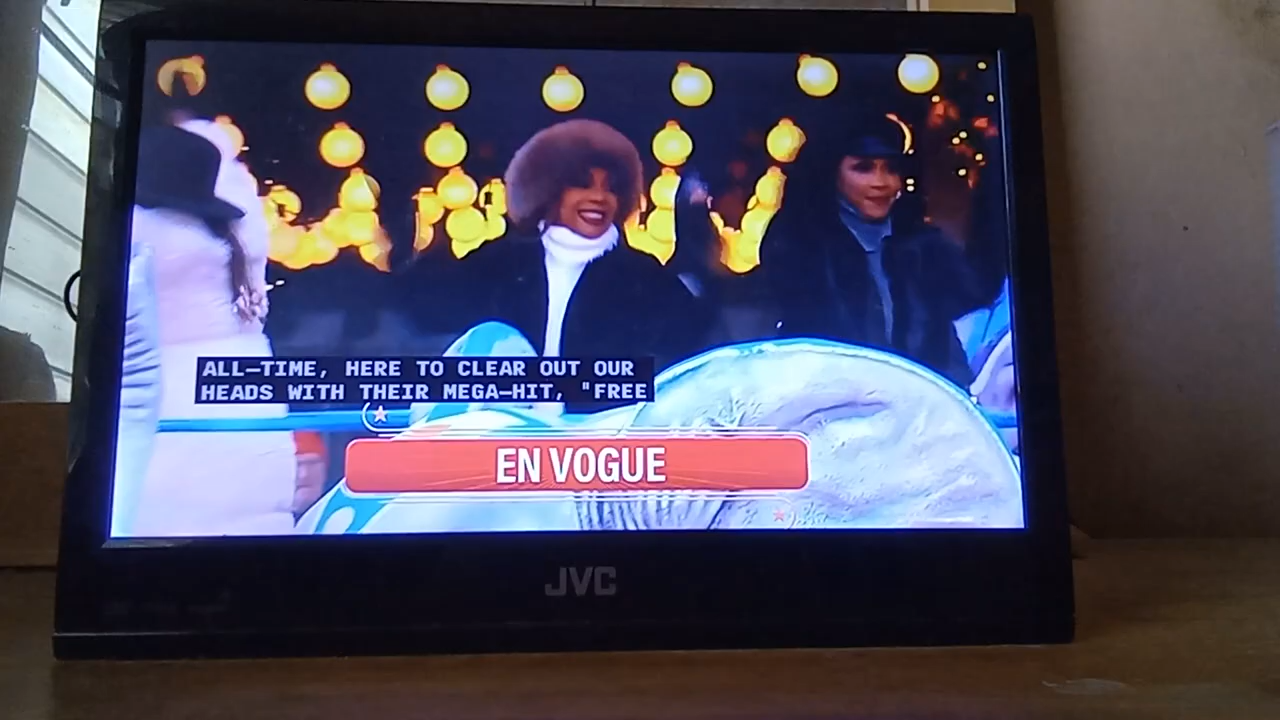 ALL-TIME, HERE TO CLEAR OUT OUR
HEADS WITH THEIR MEGA-HIT, "FREE
EN VOGUE
JVC